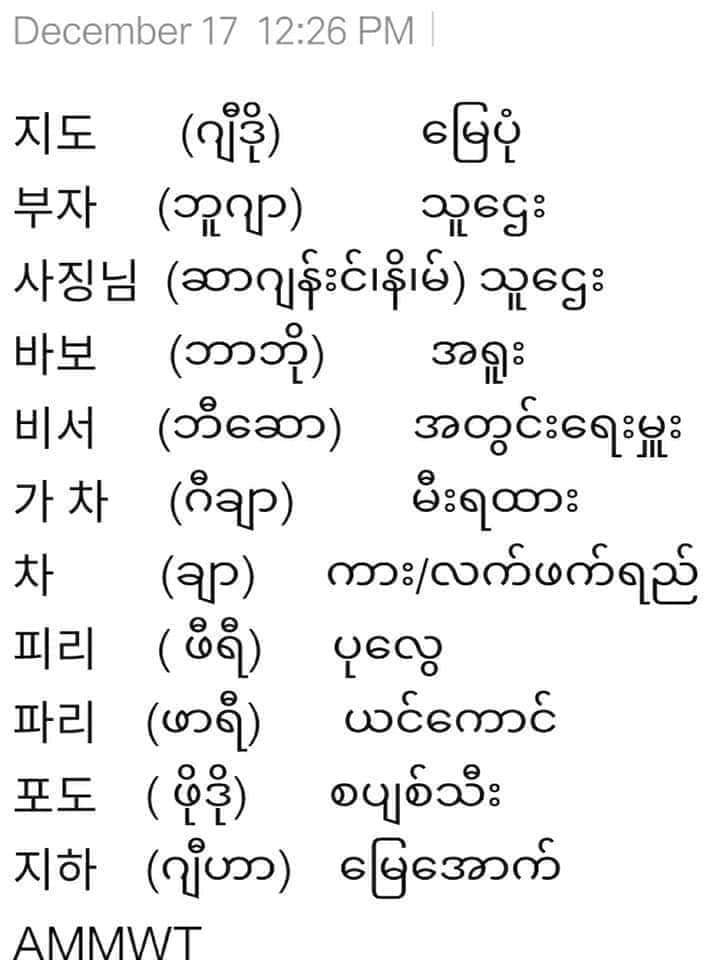 December 17 12:26 PM
지도 (ဂျီဒို) မြေပုံ
부자 (ဘူဂျာ) သူဌေး
사징님 (ဆာဂျန်းင်၊နိ၊မ်) သူဌေး
바보 (ဘာဘို) အရူး
비서 (ဘီဆော) အတွင်းရေးမှူး
가 차 (ဂီချာ) မီးရထား
차 (ချာ) ကား/လက်ဖက်ရည်
피리 ( ဖီရီ) ပုလွေ
파리 (ဖာရီ) ယင်ကောင်
포도 ( ဖိုဒို) စပျစ်သီး
지하 (ဂျီဟာ) မြေအောက်
AMMWT